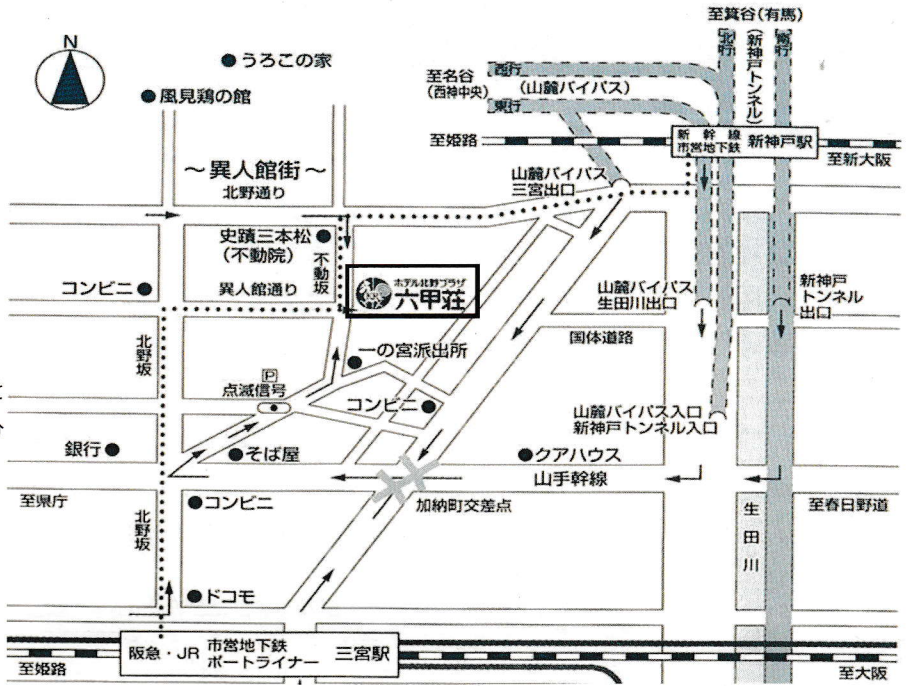 至箕谷(有馬)
N
うろこの家
風見鶏の館
至名谷
(西神中央)
西行
(山麓バイパス)
東行
北行
(新神戸トンネル)
南行
至姫路
新幹線
市営地下鉄
新神戸駅
至新大阪
~異人館街~
北野通り
山麓バイパス
三宮出口
史蹟三本松
(不動院)
不動坂
コンビニ
異人館通り
ホテル北野プラザ
六甲荘
山麓バイパス
生田川出口
新神戸
トンネル
出口
国体道路
北野坂
一の宮派出所
P
点滅信号
コンビニ
山麓バイパス入口
新神戸トンネル入口
銀行
そば屋
クアハウス
山手幹線
至県庁
コンビニ
加納町交差点
生田川
至春日野道
北野坂
ドコモ
阪急・JR
市営地下鉄
ポートライナー
三宮駅
至姫路
至大阪